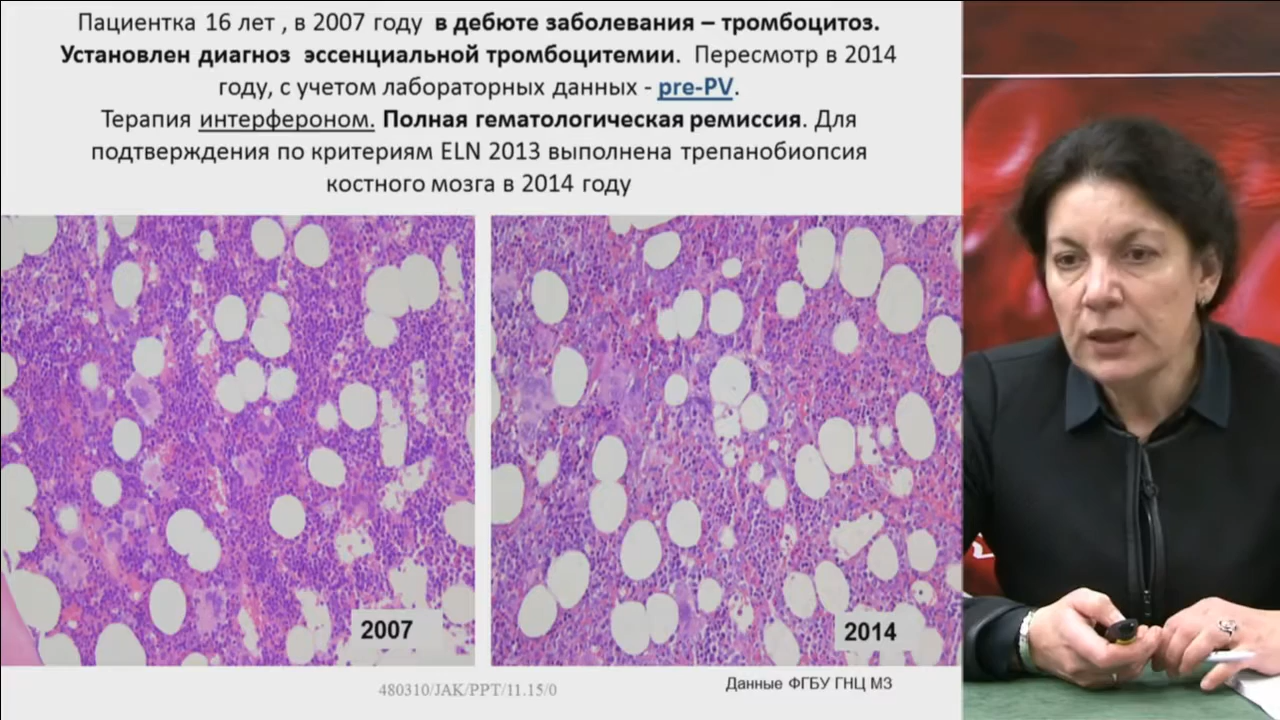 Пациентка 16 лет , в 2007 году в дебюте заболевания – тромбоцитоз.
Установлен диагноз эссенциальной тромбоцитемии. Пересмотр в 2014
году, с учетом лабораторных данных - pre-PV.
Терапия интерфероном. Полная гематологическая ремиссия. Для
подтверждения по критериям ELN 2013 выполнена трепанобиопсия
костного мозга в 2014 году
2007
2014
480310/JAK/PPT/11.15/0
Данные ФГБУ ГНЦ МЗ